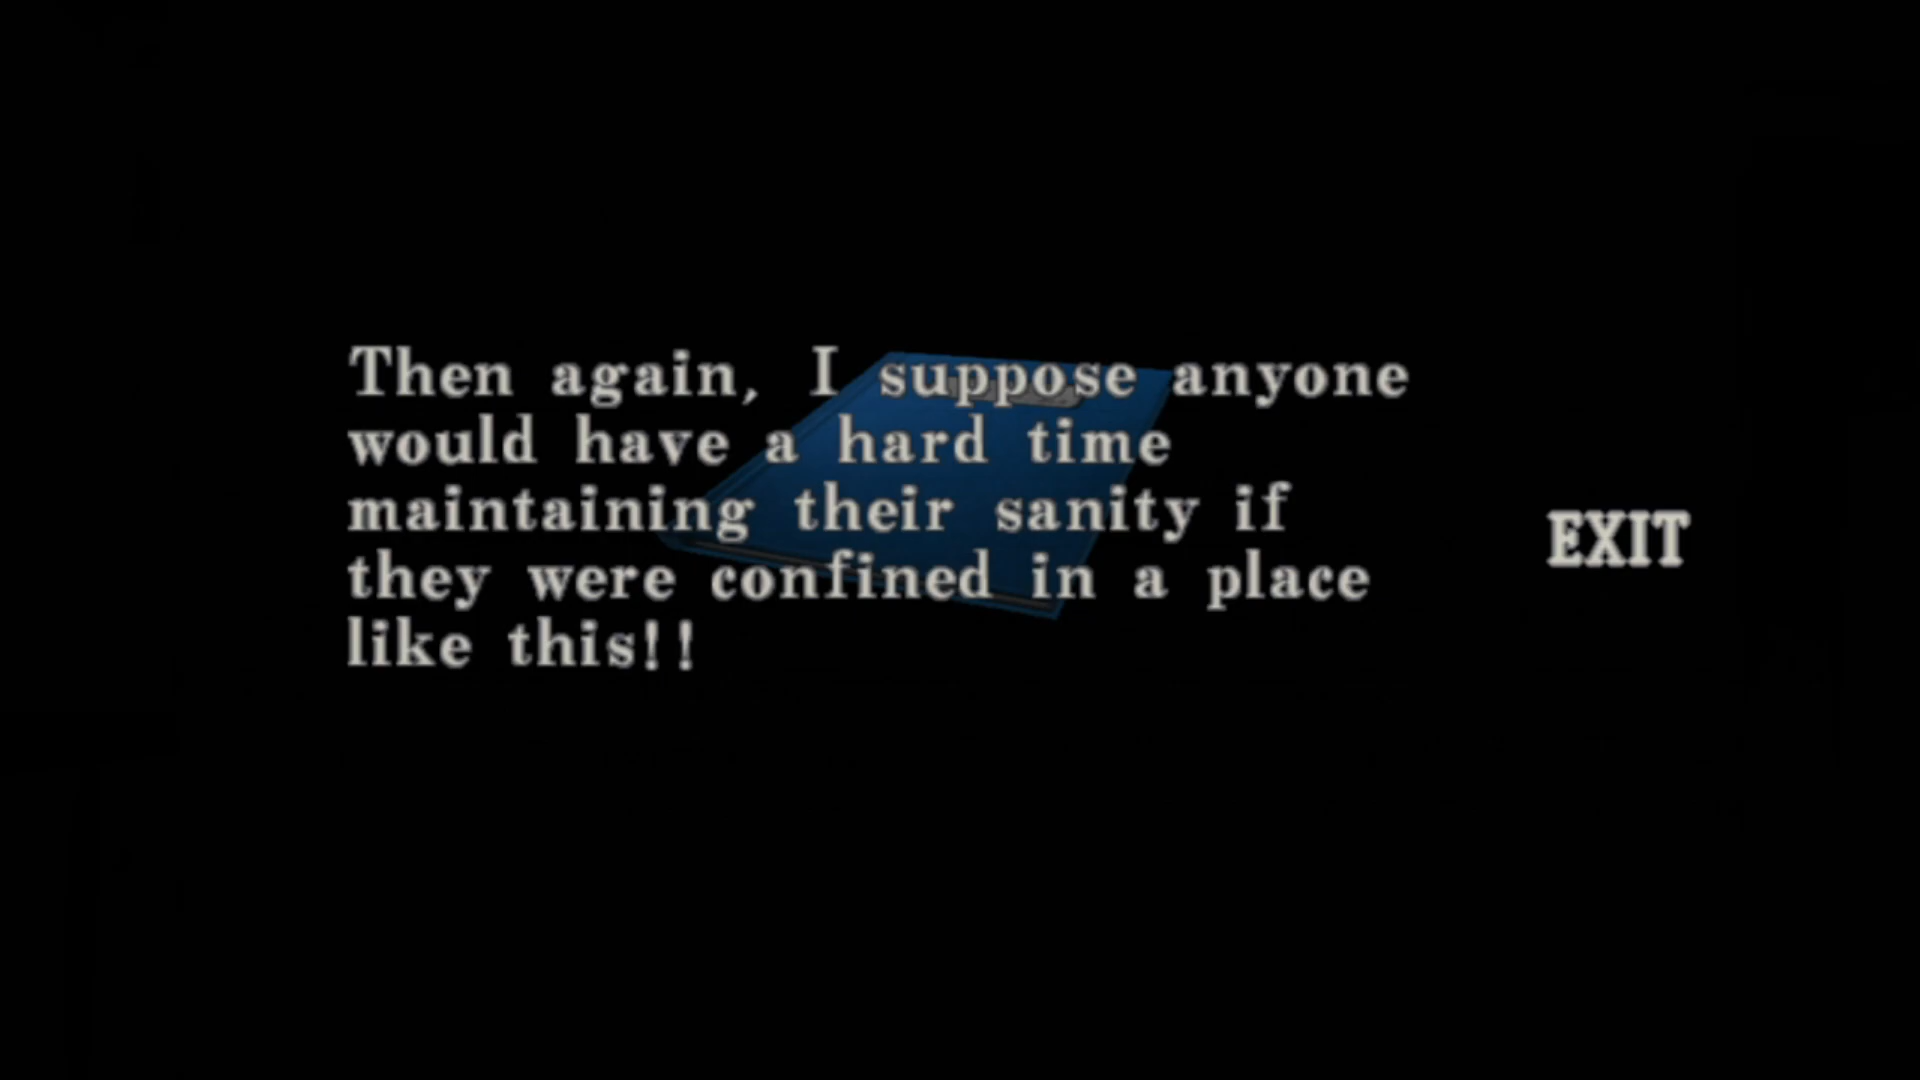 Then again, I suppose anyone
would have a hard time
maintaining their sanity if
they were confined in a place
like this!!
EXIT